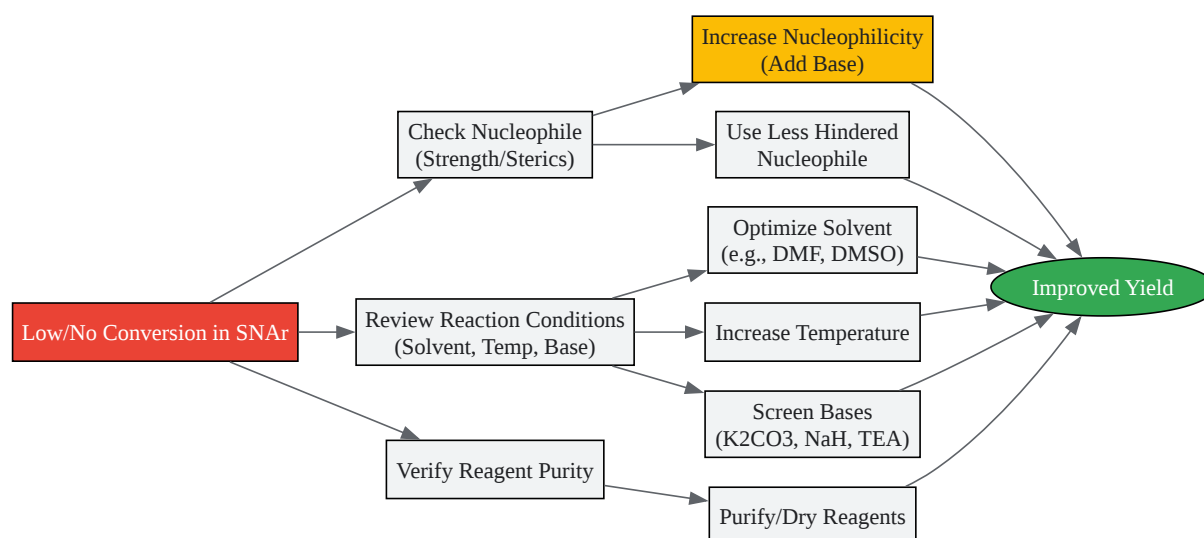 Low/No Conversion in SNAr
Check Nucleophile
(Strength/Sterics)
Review Reaction Conditions
(Solvent, Temp, Base)
Verify Reagent Purity
Increase Nucleophilicity
(Add Base)
Use Less Hindered
Nucleophile
Optimize Solvent
(e.g., DMF, DMSO)
Increase Temperature
Screen Bases
(K2CO3, NaH, TEA)
Purify/Dry Reagents
Improved Yield